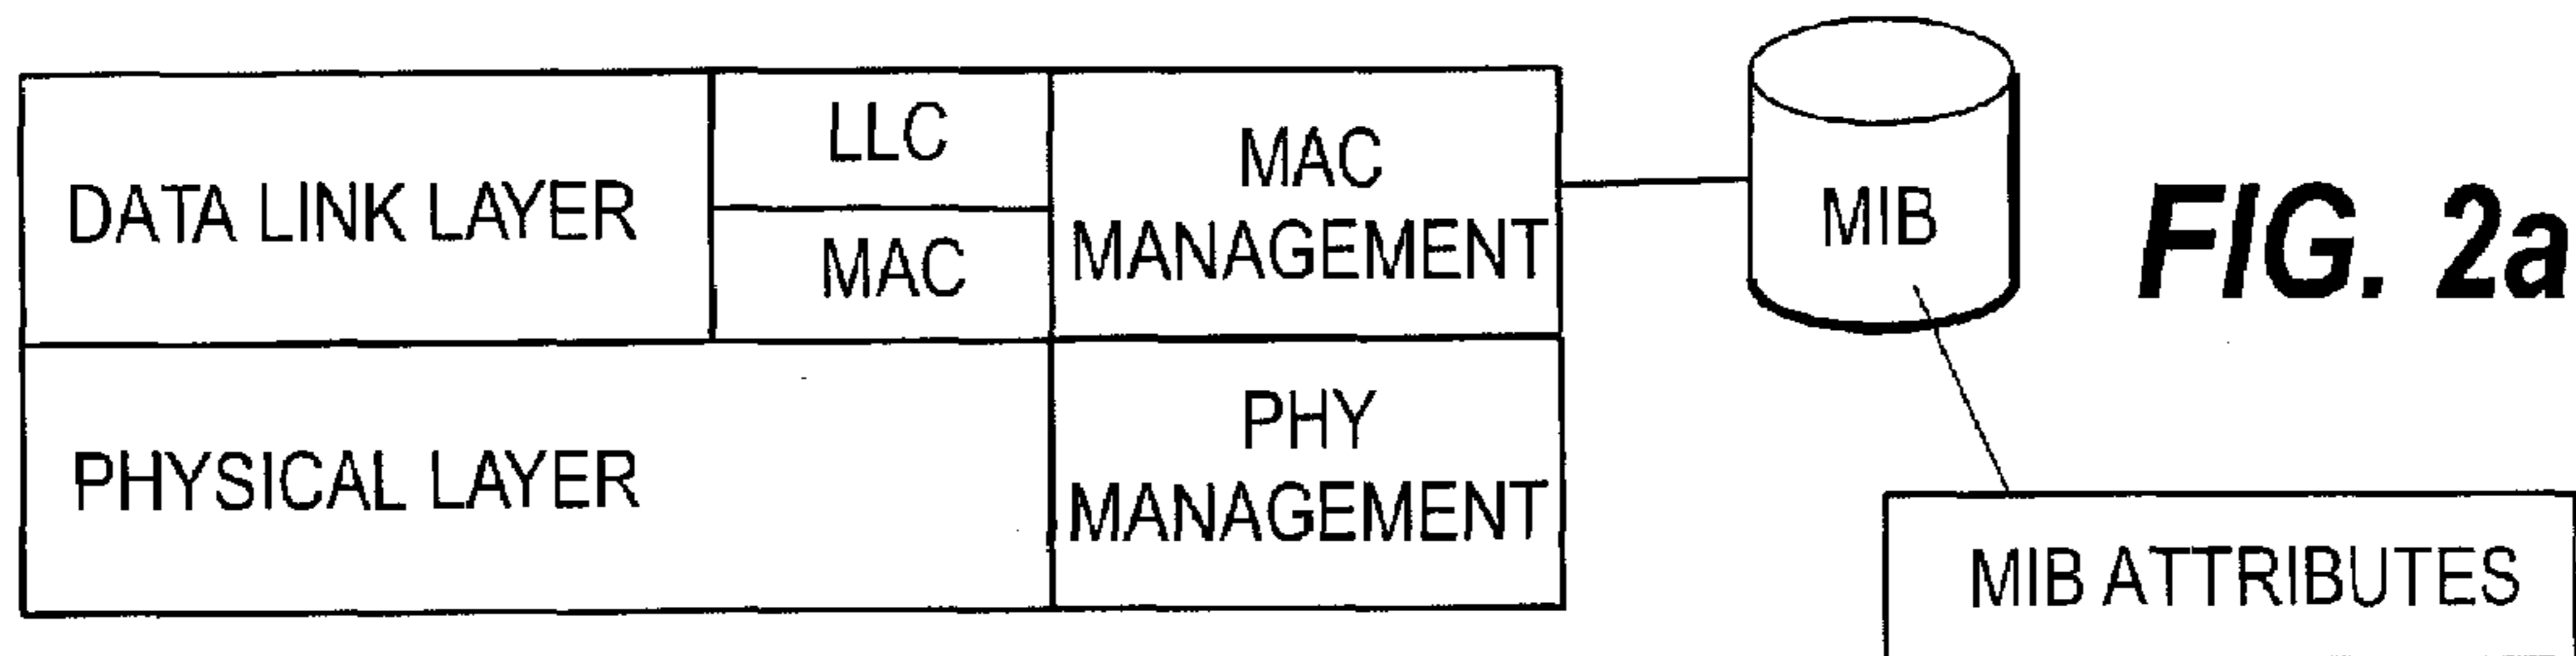 DATA LINK LAYER
LLC
MAC
MAC
MANAGEMENT
MIB
FIG. 2a
PHYSICAL LAYER
PHY
MANAGEMENT
MIB ATTRIBUTES